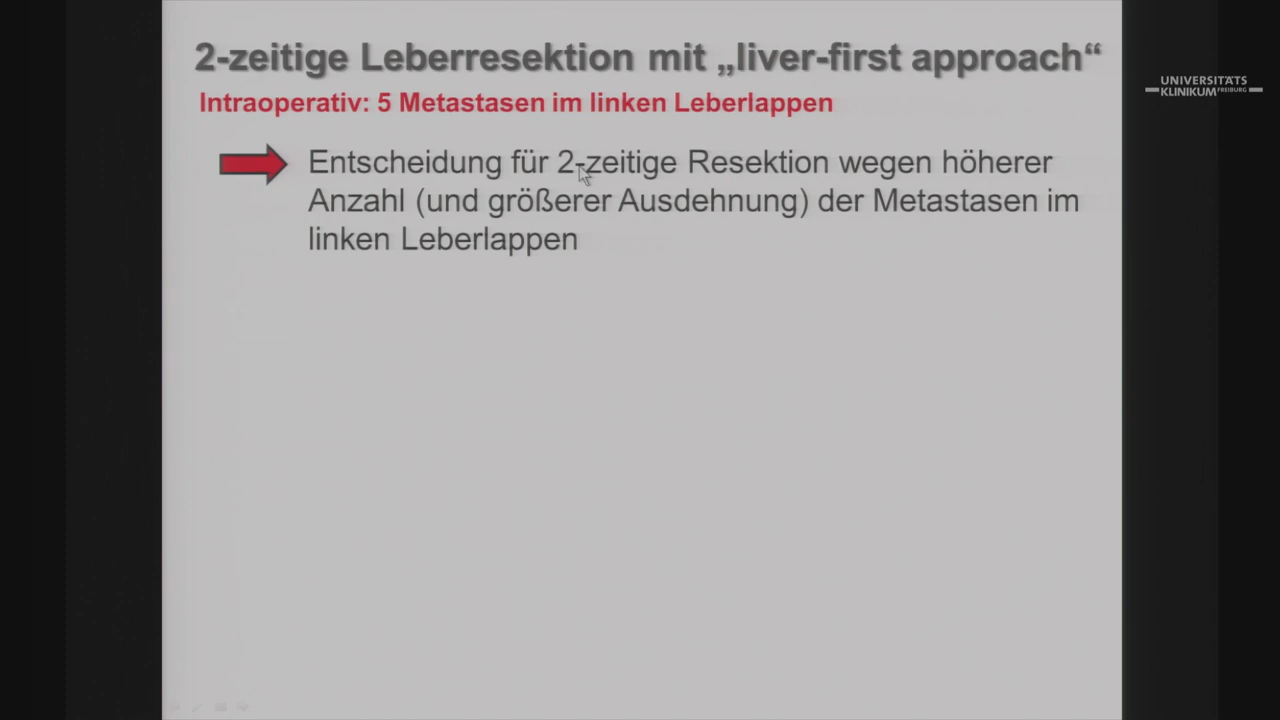 2-zeitige Leberresektion mit „liver-first approach“
Intraoperativ: 5 Metastasen im linken Leberlappen
Entscheidung für 2-zeitige Resektion wegen höherer
Anzahl (und größerer Ausdehnung) der Metastasen im
linken Leberlappen
UNIVERSITÄTS
KLINIKUM FREIBURG